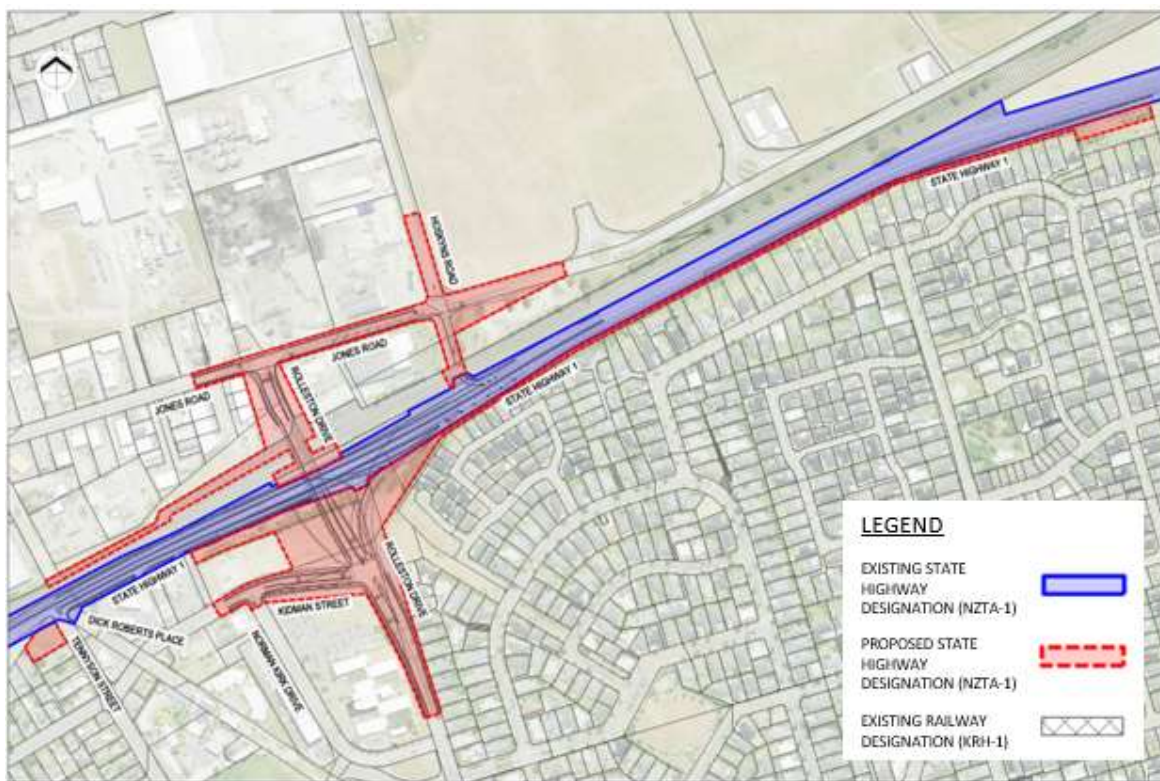 HOSKYNS ROAD
STATE HIGHWAY 1
JONES ROAD
ROLLESTON DRIVE
JONES ROAD
STATE HIGHWAY 1
STATE HIGHWAY 1
ROLLESTON DRIVE
KIDMAN STREET
DICK ROBERTS PLACE
TENNYSON STREET
NORMAN KIRK DRIVE
LEGEND
EXISTING STATE
HIGHWAY
DESIGNATION (NZTA-1)
PROPOSED STATE
HIGHWAY
DESIGNATION (NZTA-1)
EXISTING RAILWAY
DESIGNATION (KRH-1)